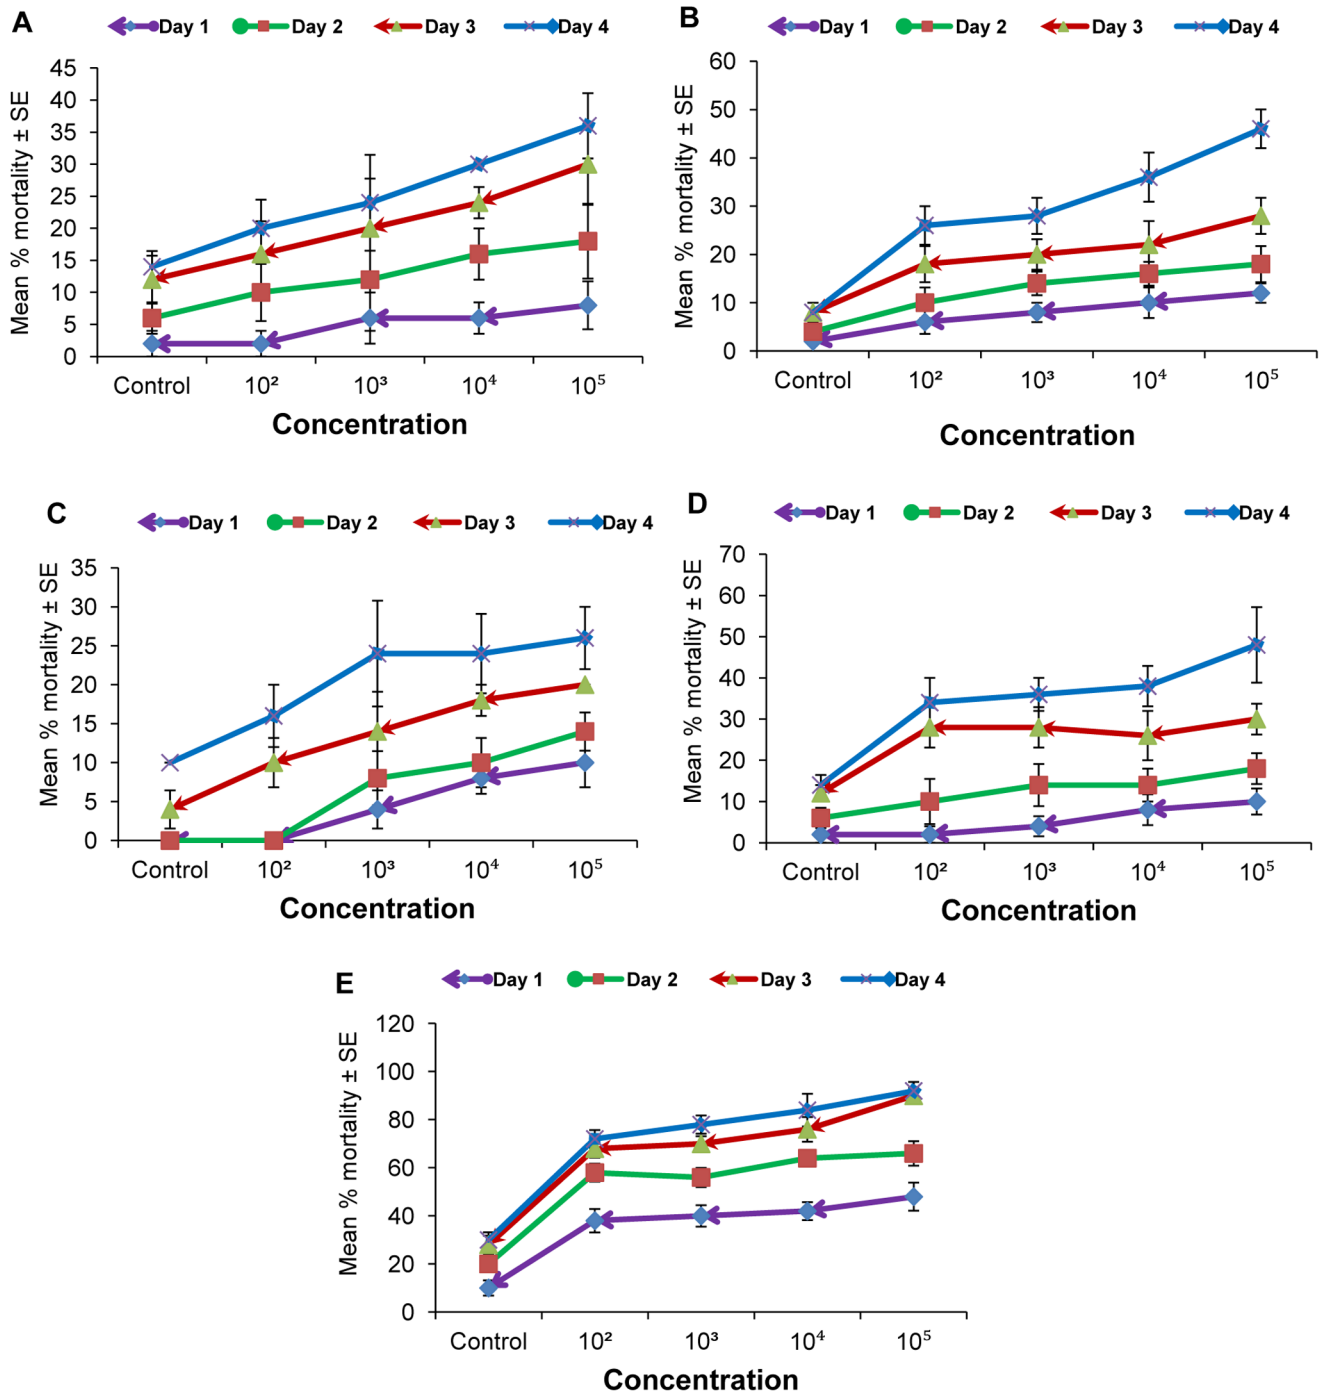 A
Day 1 Day 2 Day 3 Day 4
Mean % mortality ± SE
45
40
35
30
25
20
15
10
5
0
Control 10² 10³ 10⁴ 10⁵
Concentration
B
Day 1 Day 2 Day 3 Day 4
Mean % mortality ± SE
60
50
40
30
20
10
0
Control 10² 10³ 10⁴ 10⁵
Concentration
C
Day 1 Day 2 Day 3 Day 4
Mean % mortality ± SE
35
30
25
20
15
10
5
0
Control 10² 10³ 10⁴ 10⁵
Concentration
D
Day 1 Day 2 Day 3 Day 4
Mean % mortality ± SE
70
60
50
40
30
20
10
0
Control 10² 10³ 10⁴ 10⁵
Concentration
E
Day 1 Day 2 Day 3 Day 4
Mean % mortality ± SE
120
100
80
60
40
20
0
Control 10² 10³ 10⁴ 10⁵
Concentration